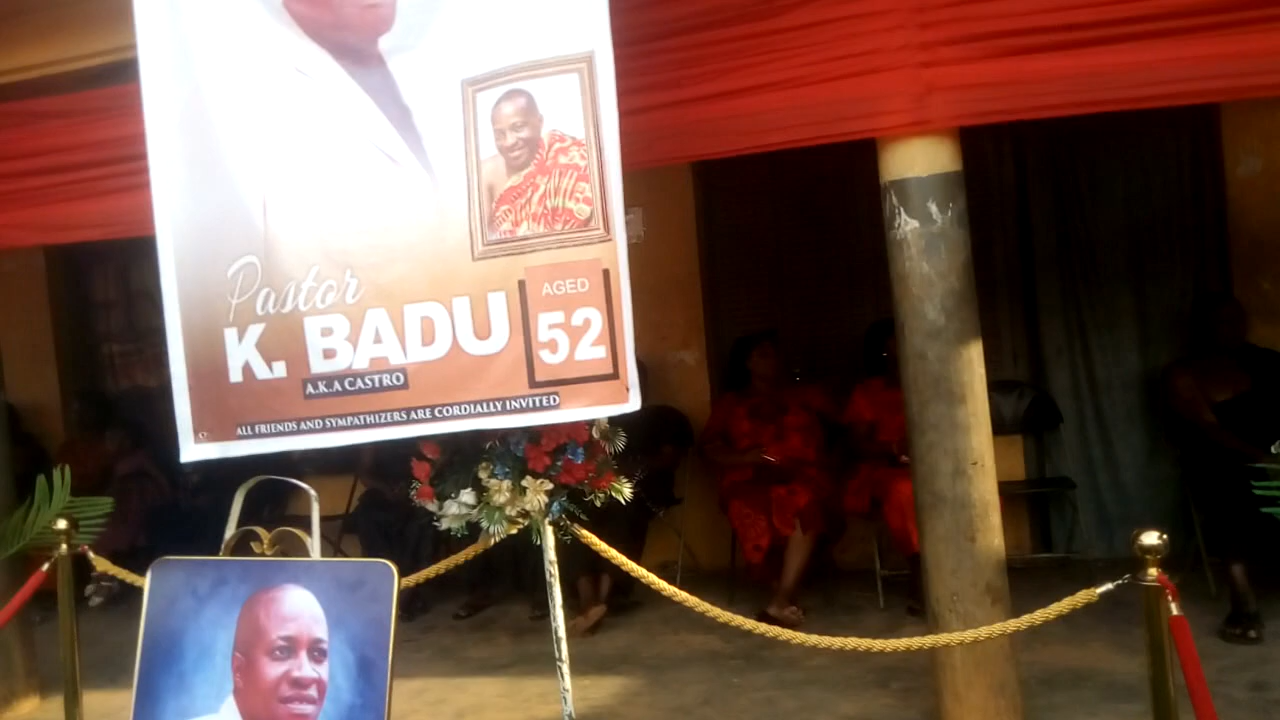 Pastor
K. BADU
A.K.A CASTRO
AGED
52
ALL FRIENDS AND SYMPATHIZERS ARE CORDIALLY INVITED